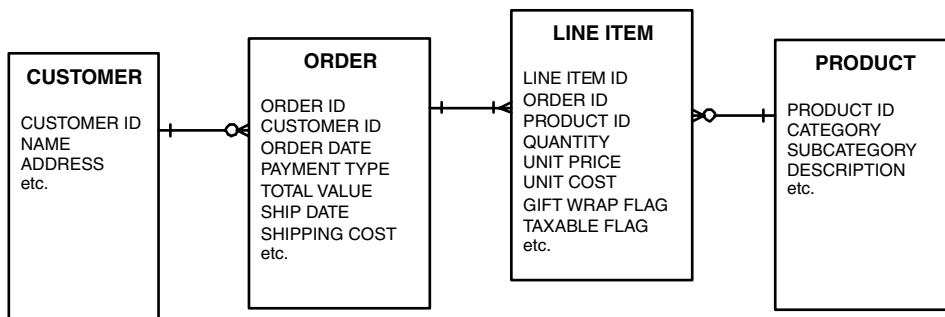 CUSTOMER
CUSTOMER ID
NAME
ADDRESS
etc.
ORDER
ORDER ID
CUSTOMER ID
ORDER DATE
PAYMENT TYPE
TOTAL VALUE
SHIP DATE
SHIPPING COST
etc.
LINE ITEM
LINE ITEM ID
ORDER ID
PRODUCT ID
QUANTITY
UNIT PRICE
UNIT COST
GIFT WRAP FLAG
TAXABLE FLAG
etc.
PRODUCT
PRODUCT ID
CATEGORY
SUBCATEGORY
DESCRIPTION
etc.